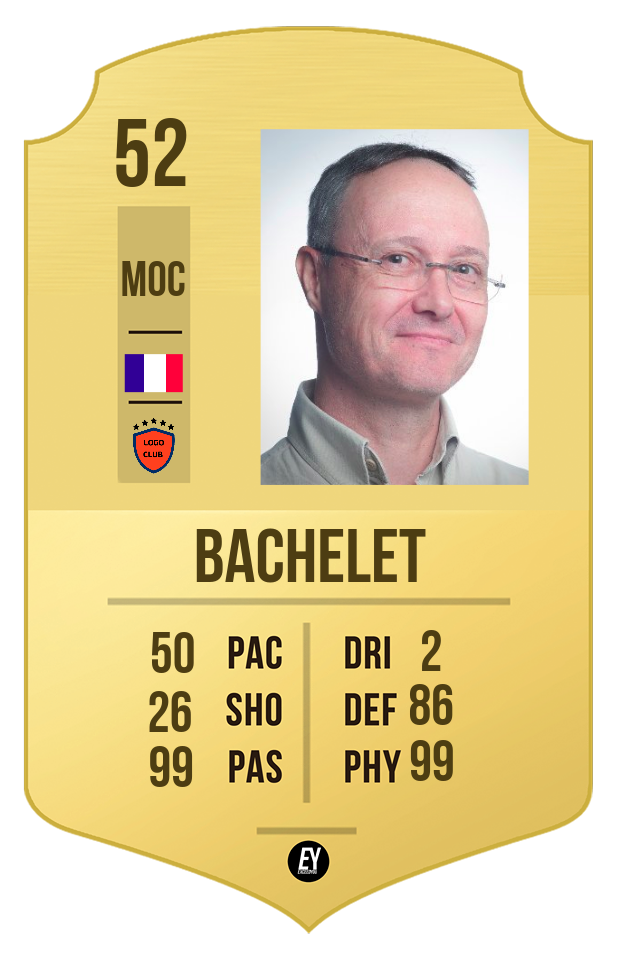 52
MOC
LOGO
CLUB
BACHELET
50 PAC DRI 2
26 SHO DEF 86
99 PAS PHY 99
EY